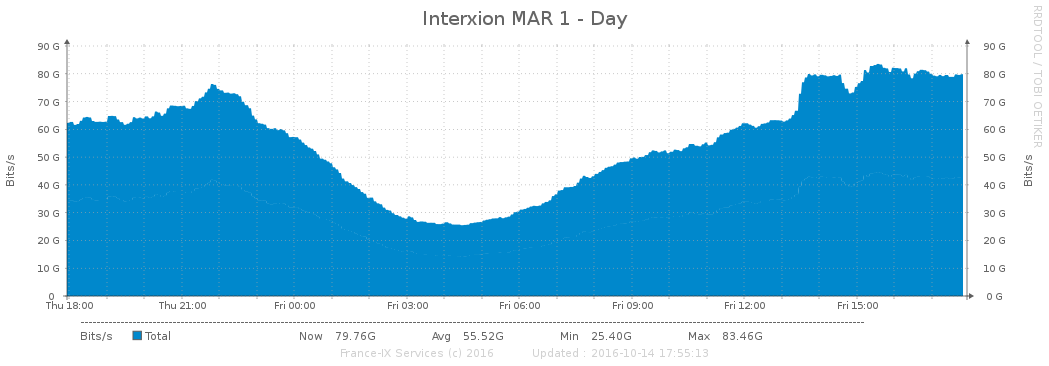 Interxion MAR 1 - Day
RRDTOOL / TOBI OETIKER
90 G 90 G
80 G 80 G
70 G 70 G
60 G 60 G
50 G 50 G
40 G 40 G
30 G 30 G
20 G 20 G
10 G 10 G
0 0 G
Bits/s
Bits/s
Thu 18:00 Thu 21:00 Fri 00:00 Fri 03:00 Fri 06:00 Fri 09:00 Fri 12:00 Fri 15:00
Bits/s Total Now 79.76G Avg 55.52G Min 25.40G Max 83.46G
France-IX Services (c) 2016 Updated : 2016-10-14 17:55:13